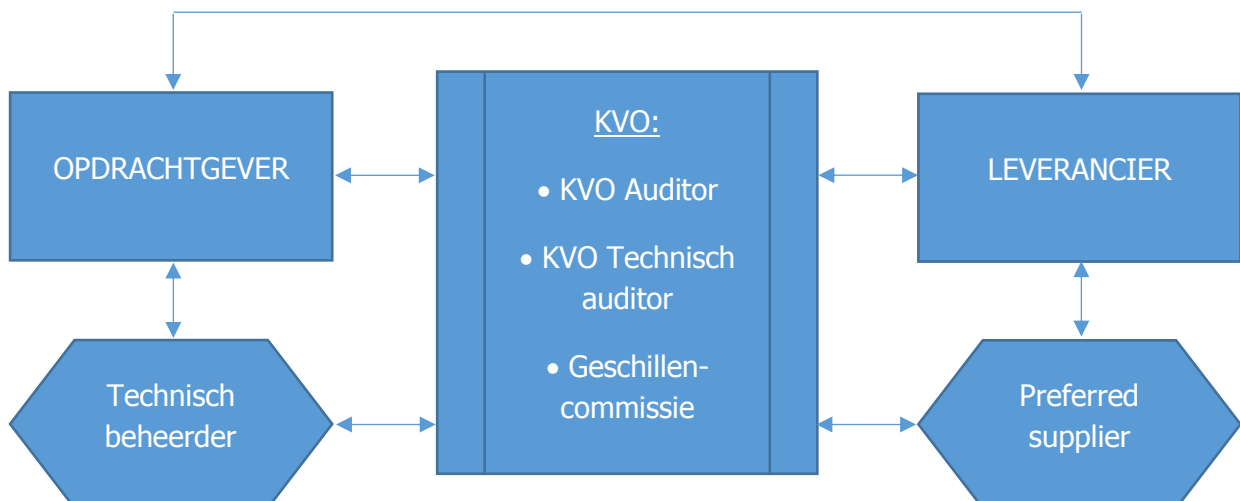 OPDRACHTGEVER
KVO:
• KVO Auditor
• KVO Technisch
auditor
• Geschillen-
commissie
LEVERANCIER
Technisch
beheerder
Preferred
supplier